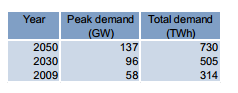 Year Peak demand Total demand
(GW) (TWh)
2050 137 730
2030 96 505
2009 58 314